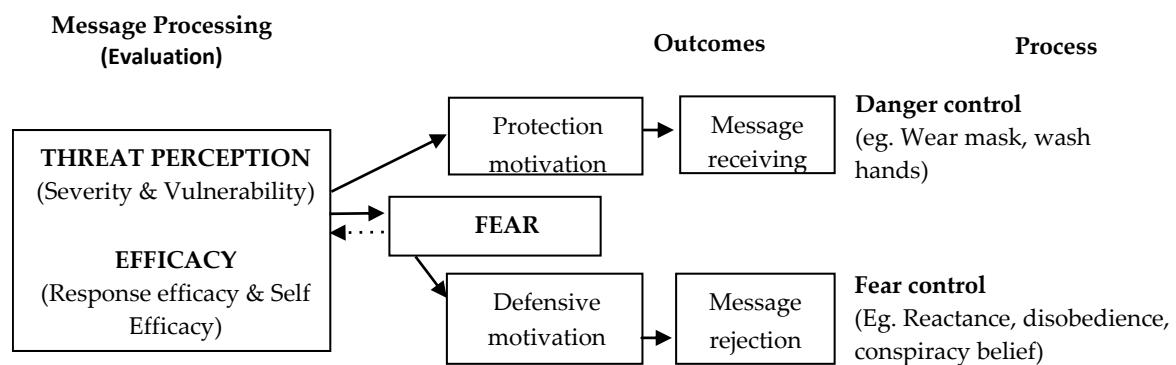 Message Processing
(Evaluation)
Outcomes
Process
THREAT PERCEPTION
(Severity & Vulnerability)
EFFICACY
(Response efficacy & Self
Efficacy)
Protection
motivation
Message
receiving
Danger control
(eg. Wear mask, wash
hands)
FEAR
Defensive
motivation
Message
rejection
Fear control
(Eg. Reactance, disobedience,
conspiracy belief)